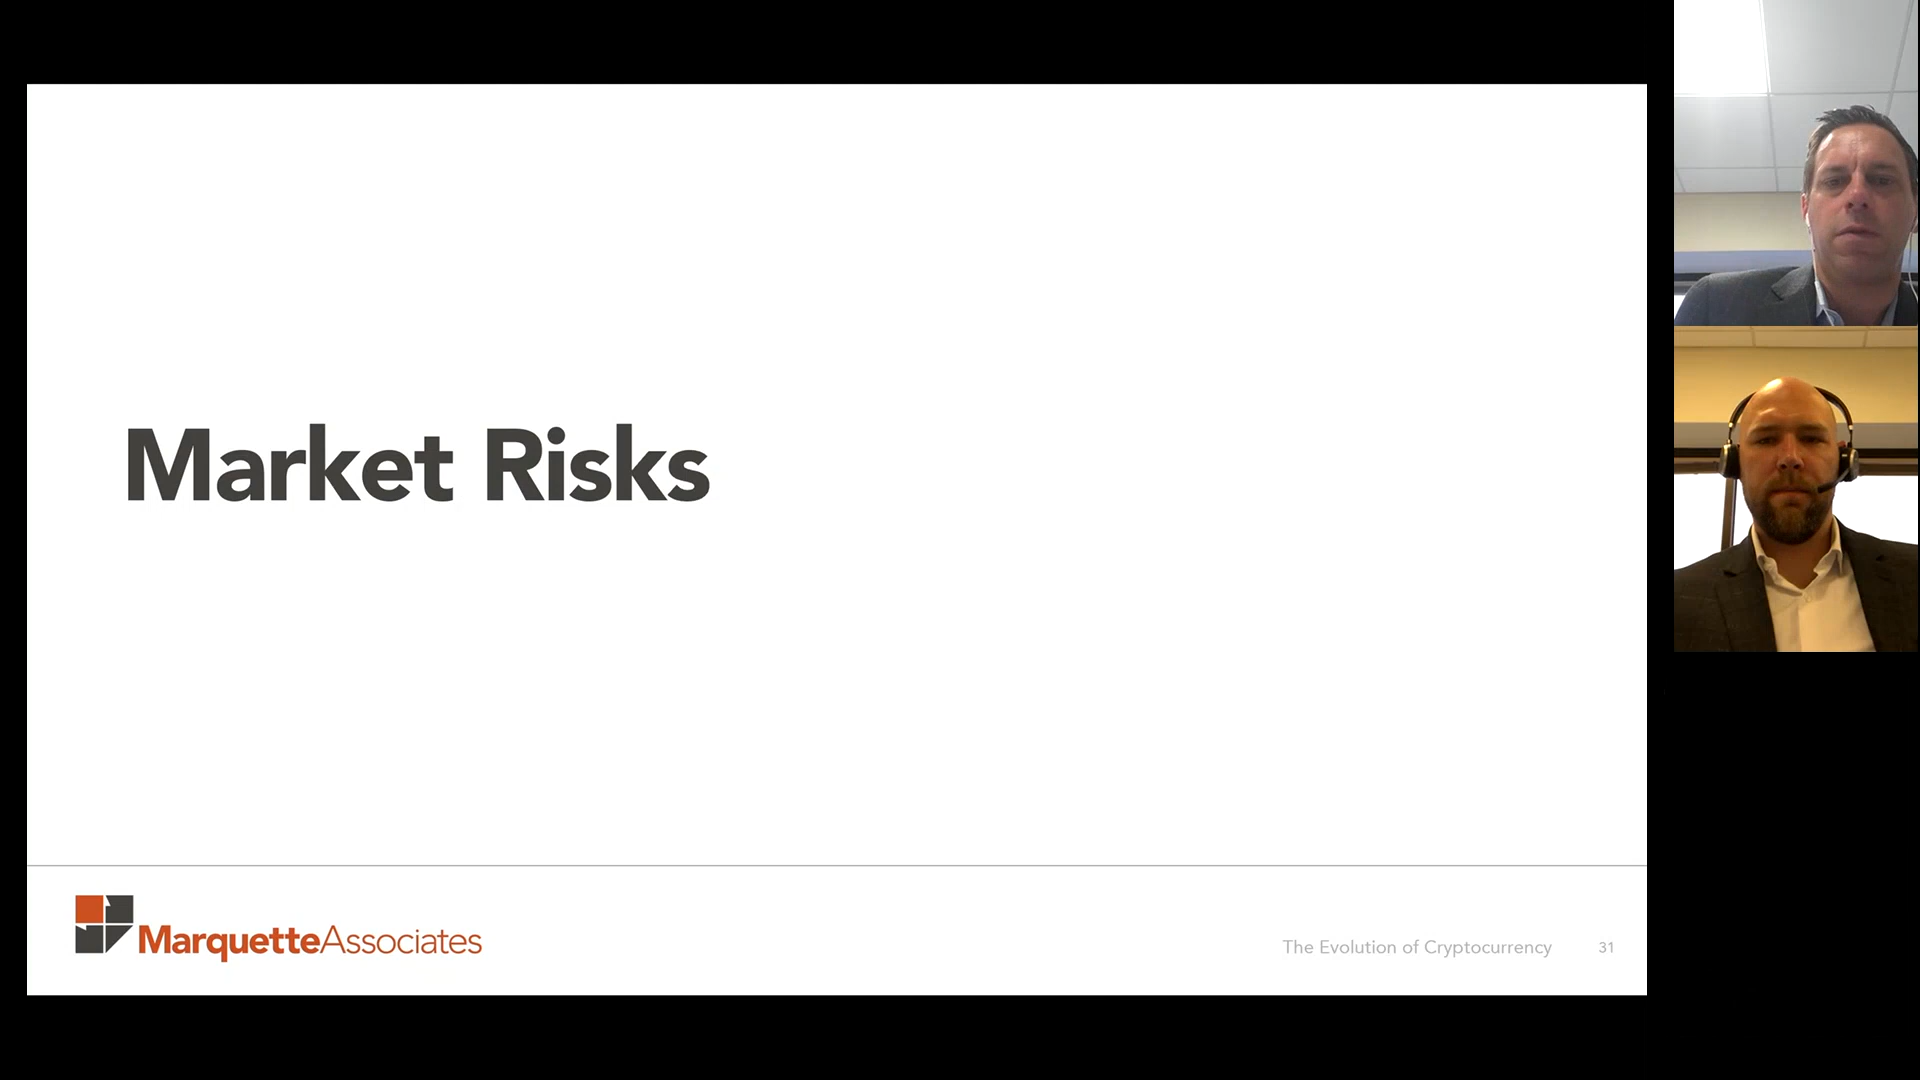 Market Risks
MarquetteAssociates
The Evolution of Cryptocurrency 31